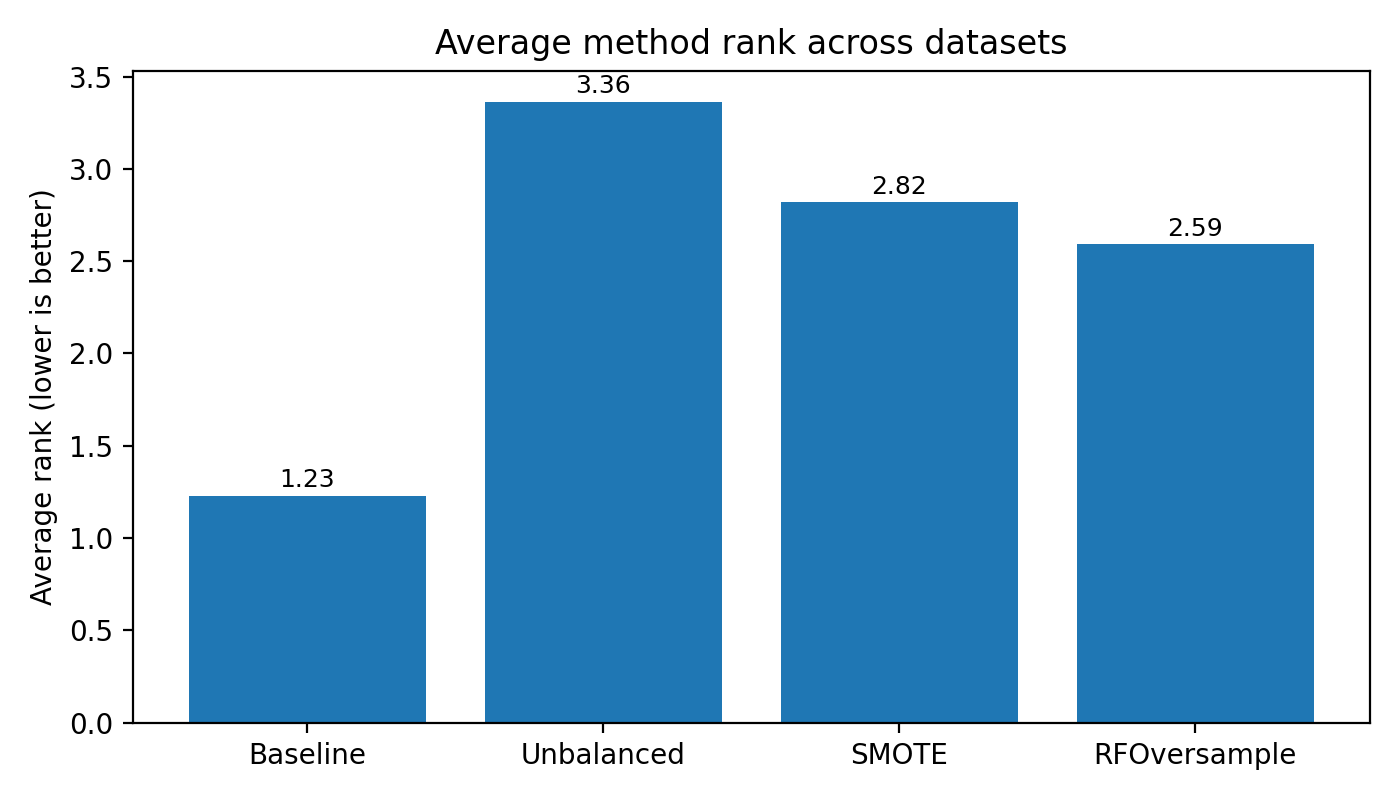 Average method rank across datasets
Average rank (lower is better)
3.5
3.0
2.5
2.0
1.5
1.0
0.5
0.0
1.23
3.36
2.82
2.59
Baseline
Unbalanced
SMOTE
RFOversample